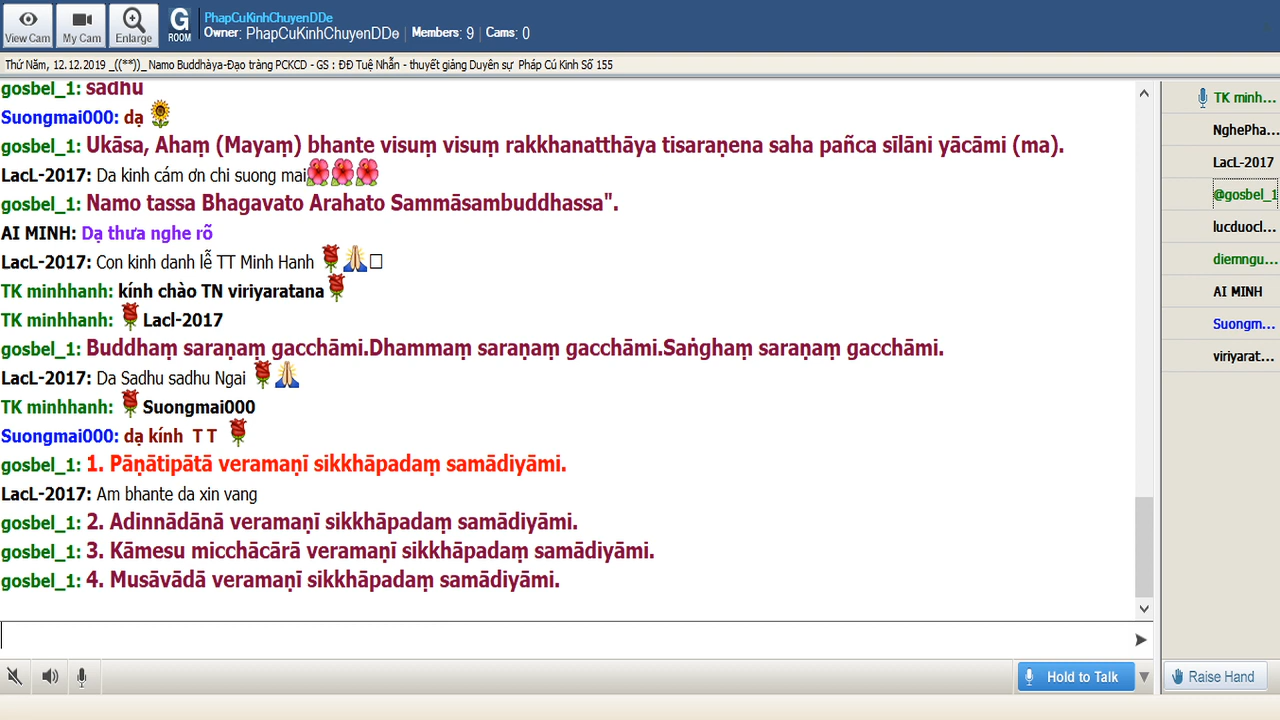 View Cam
My Cam
Enlarge
G
ROOM
PhapCuKinhChuyenDDe
Owner: PhapCuKinhChuyenDDe | Members: 9 | Cams: 0
Thứ Năm, 12.12.2019 _((**))_ Namo Buddhàya-Đạo tràng PCKCD - GS : ĐĐ Tuệ Nhẫn - thuyết giảng Duyên sự Pháp Cú Kinh Số 155
gosbel_1: sadhu
Suongmai000: dạ 🌻
gosbel_1: Ukāsa, Ahaṃ (Mayaṃ) bhante visuṃ visuṃ rakkhanatthāya tisaraṇena saha pañca sīlāni yācāmi (ma).
LacL-2017: Da kinh cám ơn chi suong mai🌺🌺🌺
gosbel_1: Namo tassa Bhagavato Arahato Sammāsambuddhassa".
AI MINH: Dạ thưa nghe rõ
LacL-2017: Con kinh danh lễ TT Minh Hanh 🌹🙏□
TK minhhanh: kính chào TN viriyaratana🌹
TK minhhanh: 🌹Lacl-2017
gosbel_1: Buddhaṃ saraṇaṃ gacchāmi.Dhammaṃ saraṇaṃ gacchāmi.Saṅghaṃ saraṇaṃ gacchāmi.
LacL-2017: Da Sadhu sadhu Ngai 🌹🙏
TK minhhanh: 🌹Suongmai000
Suongmai000: dạ kính T T 🌹
gosbel_1: 1. Pāṇātipātā veramaṇī sikkhāpadaṃ samādiyāmi.
LacL-2017: Am bhante da xin vang
gosbel_1: 2. Adinnādānā veramaṇī sikkhāpadaṃ samādiyāmi.
gosbel_1: 3. Kāmesu micchācārā veramaṇī sikkhāpadaṃ samādiyāmi.
gosbel_1: 4. Musāvādā veramaṇī sikkhāpadaṃ samādiyāmi.
TK minh...
NghePha...
LacL-2017
@gosbel_1
lucduocl...
diemngu...
AI MINH
Suongm...
viriyarat...
Hold to Talk
Raise Hand